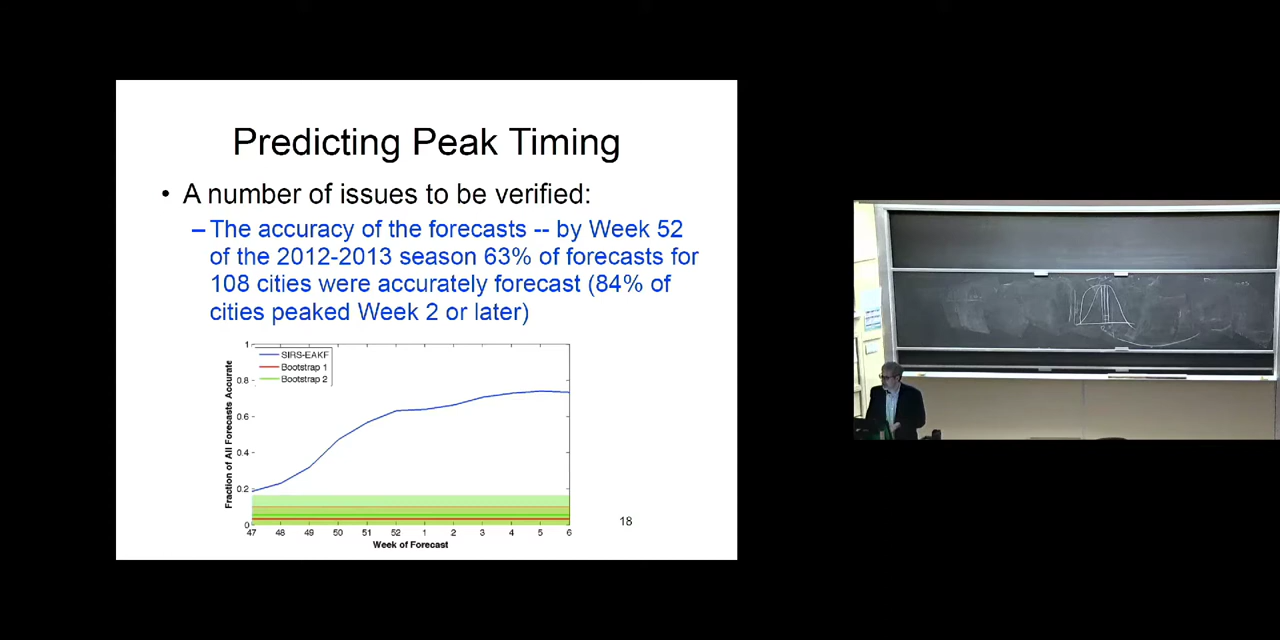 Predicting Peak Timing
• A number of issues to be verified:
– The accuracy of the forecasts -- by Week 52
of the 2012-2013 season 63% of forecasts for
108 cities were accurately forecast (84% of
cities peaked Week 2 or later)
SIRS-EAKF
Bootstrap 1
Bootstrap 2
Fraction of All Forecasts Accurate
1
0.8
0.6
0.4
0.2
0
47 48 49 50 51 52 1 2 3 4 5 6
Week of Forecast
18